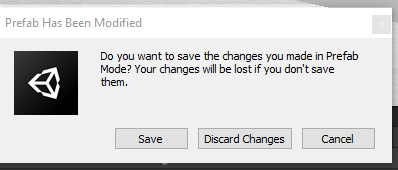 Prefab Has Been Modified
Do you want to save the changes you made in Prefab
Mode? Your changes will be lost if you don't save
them.
Save
Discard Changes
Cancel